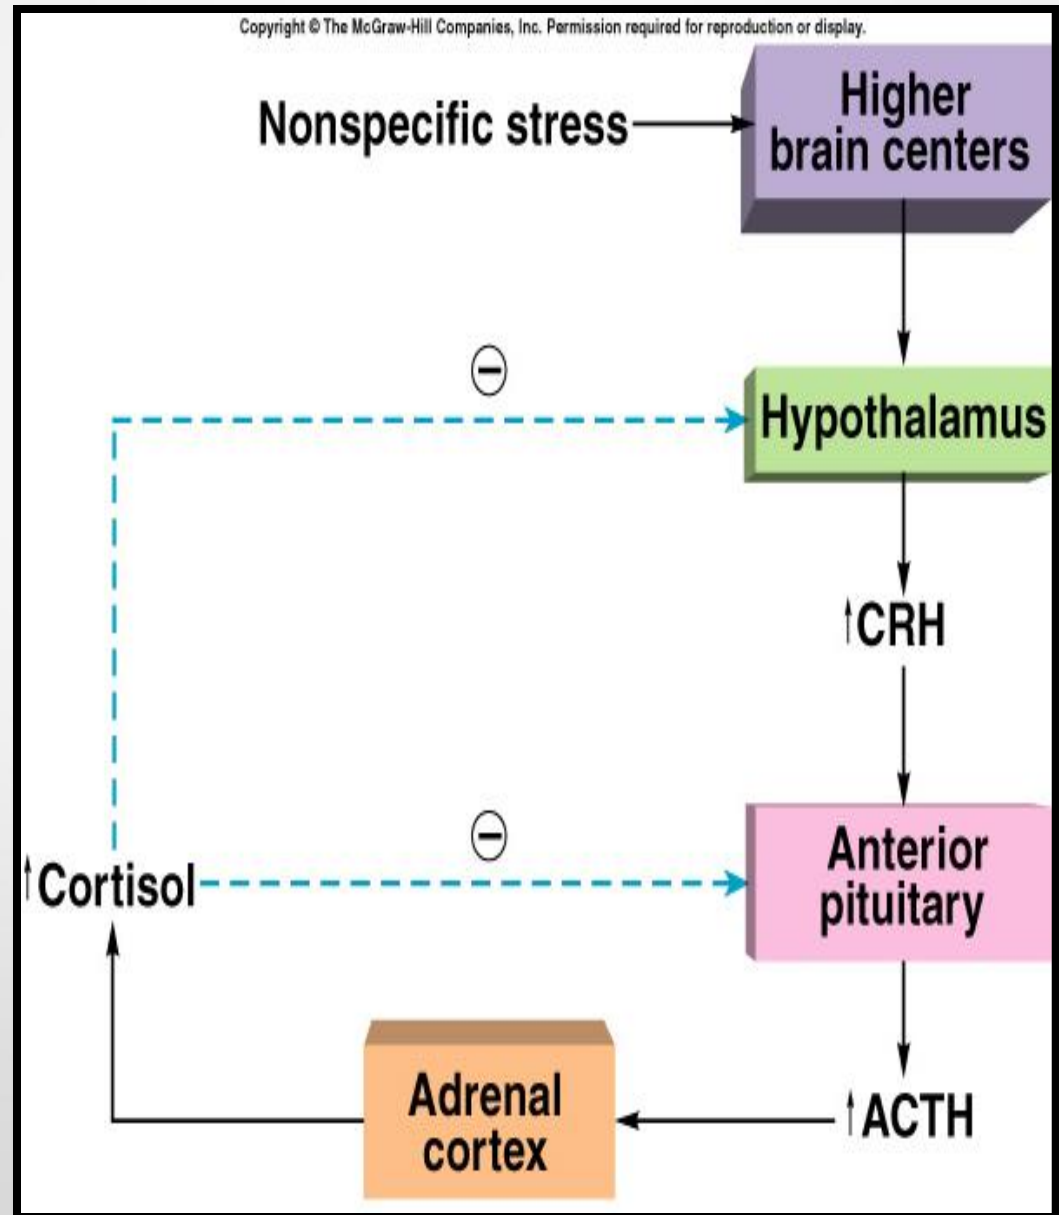 Copyright © The McGraw-Hill Companies, Inc. Permission required for reproduction or display.
Nonspecific stress
Higher
brain centers
⊖
Hypothalamus
↑CRH
⊖
↑Cortisol
Anterior
pituitary
Adrenal
cortex
↑ACTH